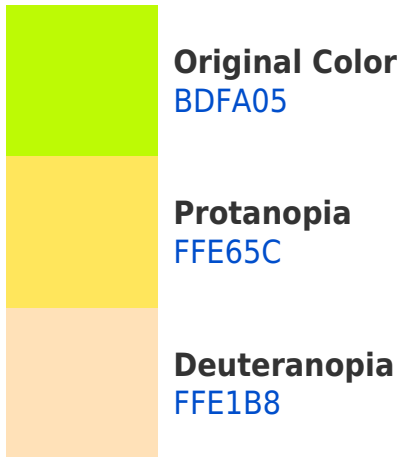 Original Color
BDFA05
Protanopia
FFE65C
Deuteranopia
FFE1B8